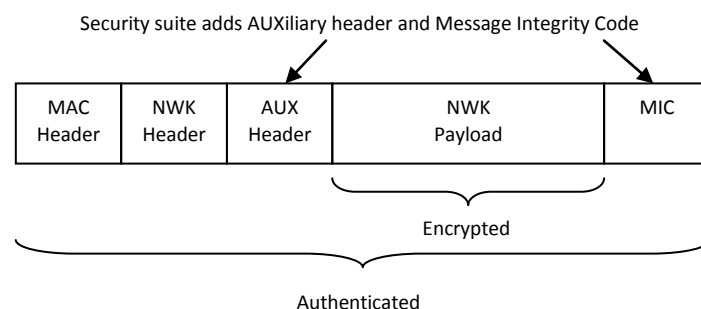 Security suite adds AUXiliary header and Message Integrity Code
MAC
Header
NWK
Header
AUX
Header
NWK
Payload
MIC
Encrypted
Authenticated